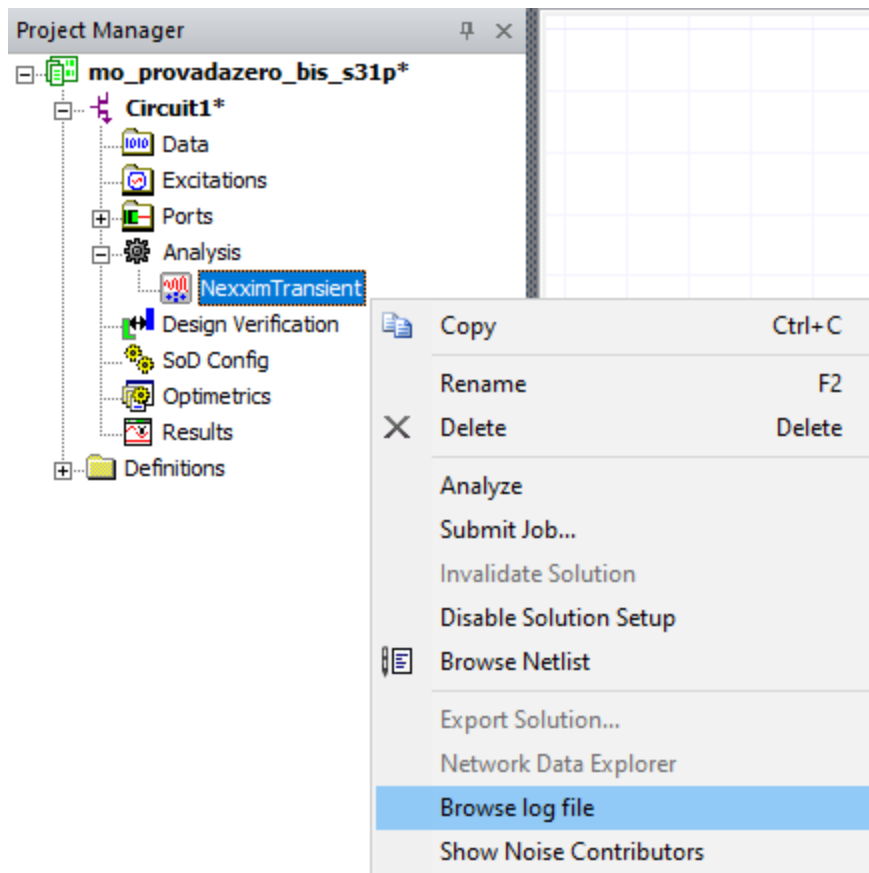 Project Manager
mo_provadazero_bis_s31p*
Circuit1*
1010 Data
Excitations
Ports
Analysis
NexximTransient
Design Verification
SoD Config
Optimetrics
Results
Definitions
Copy Ctrl+C
Rename F2
Delete Delete
Analyze
Submit Job...
Invalidate Solution
Disable Solution Setup
Browse Netlist
Export Solution...
Network Data Explorer
Browse log file
Show Noise Contributors